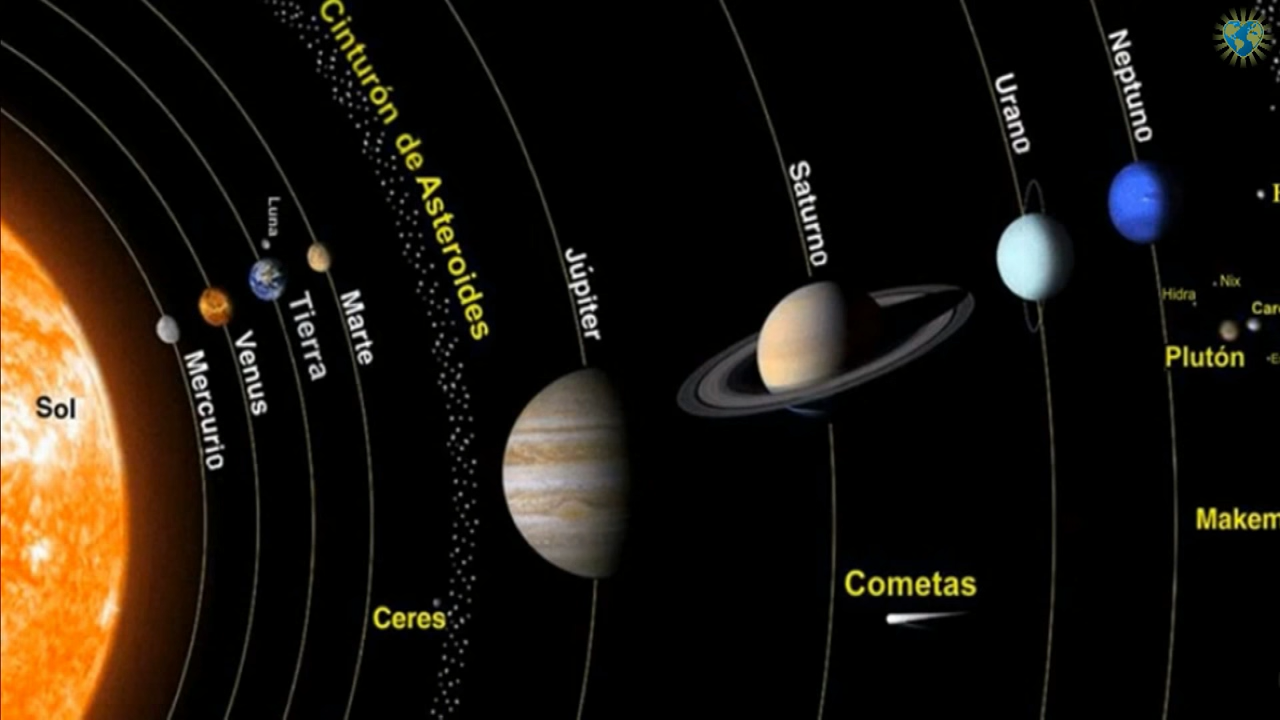 Sol
Mercurio
Venus
Tierra
Luna
Marte
Cinturón de Asteroides
Ceres
Júpiter
Saturno
Cometas
Urano
Neptuno
Hidra
Nix
Plutón